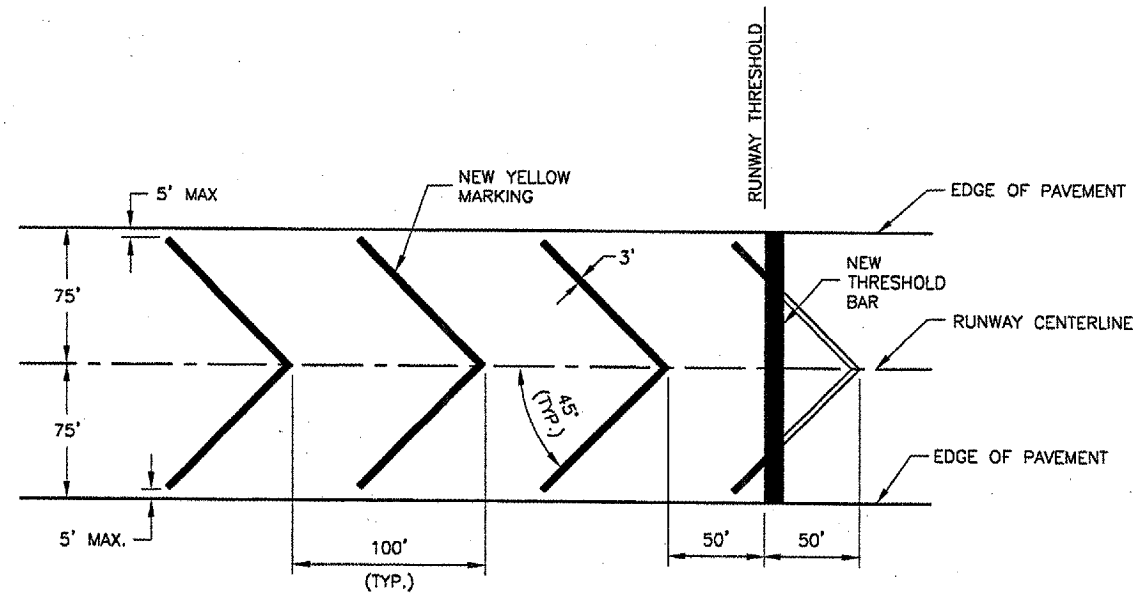 RUNWAY THRESHOLD
5' MAX
NEW YELLOW
MARKING
EDGE OF PAVEMENT
3'
NEW
THRESHOLD
BAR
75'
RUNWAY CENTERLINE
75'
45°
(TYP.)
EDGE OF PAVEMENT
5' MAX.
100'
(TYP.)
50'
50'